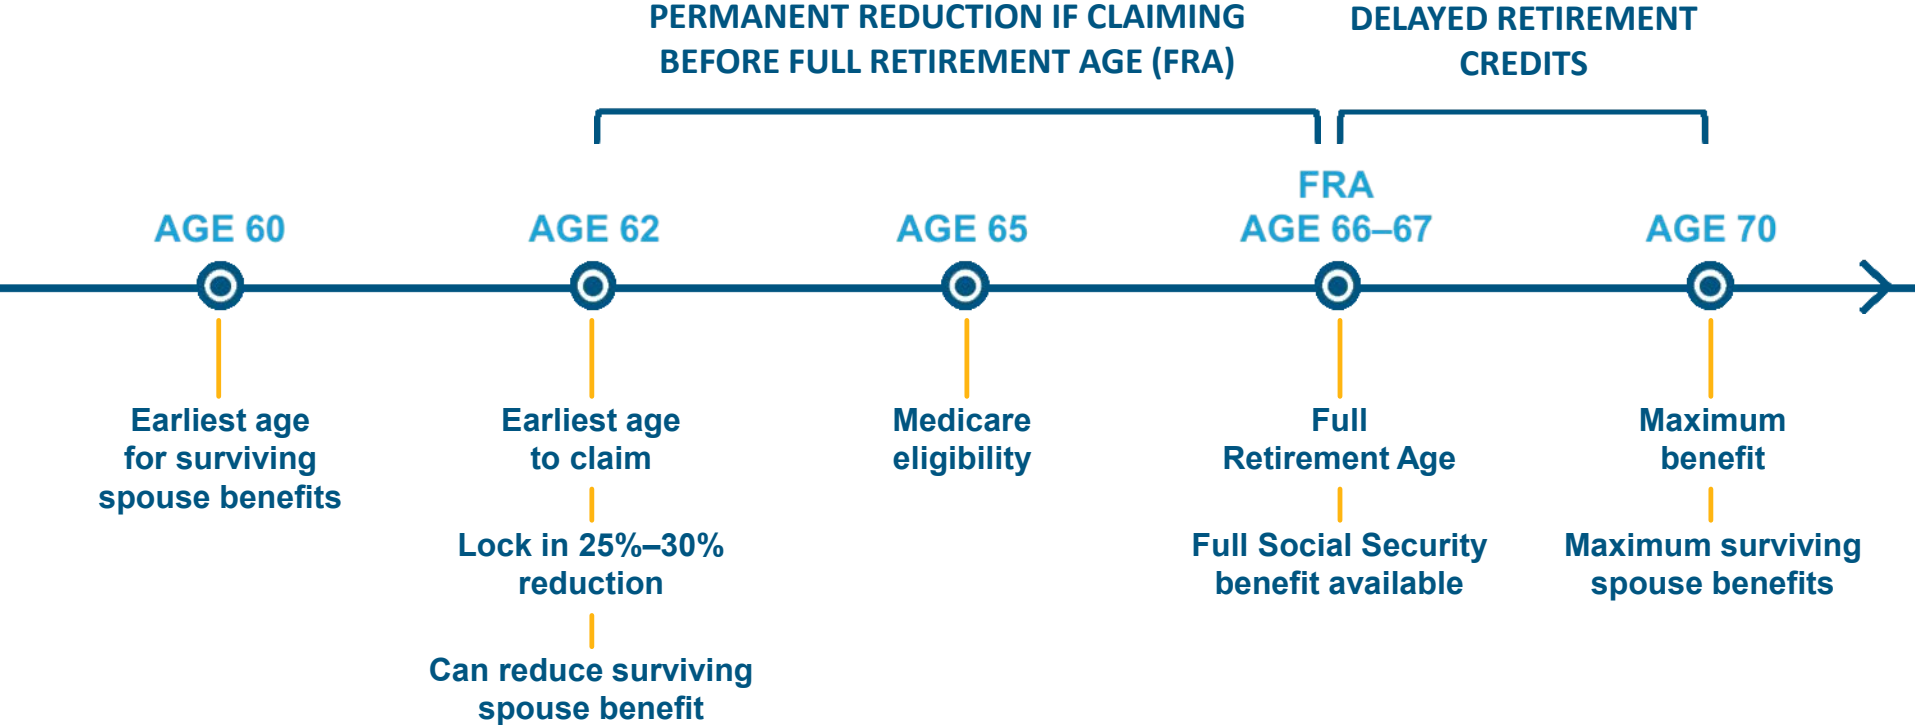 PERMANENT REDUCTION IF CLAIMING
BEFORE FULL RETIREMENT AGE (FRA)
DELAYED RETIREMENT
CREDITS
AGE 60
AGE 62
AGE 65
FRA
AGE 66–67
AGE 70
Earliest age
for surviving
spouse benefits
Earliest age
to claim
Lock in 25%–30%
reduction
Can reduce surviving
spouse benefit
Medicare
eligibility
Full
Retirement Age
Full Social Security
benefit available
Maximum
benefit
Maximum surviving
spouse benefits